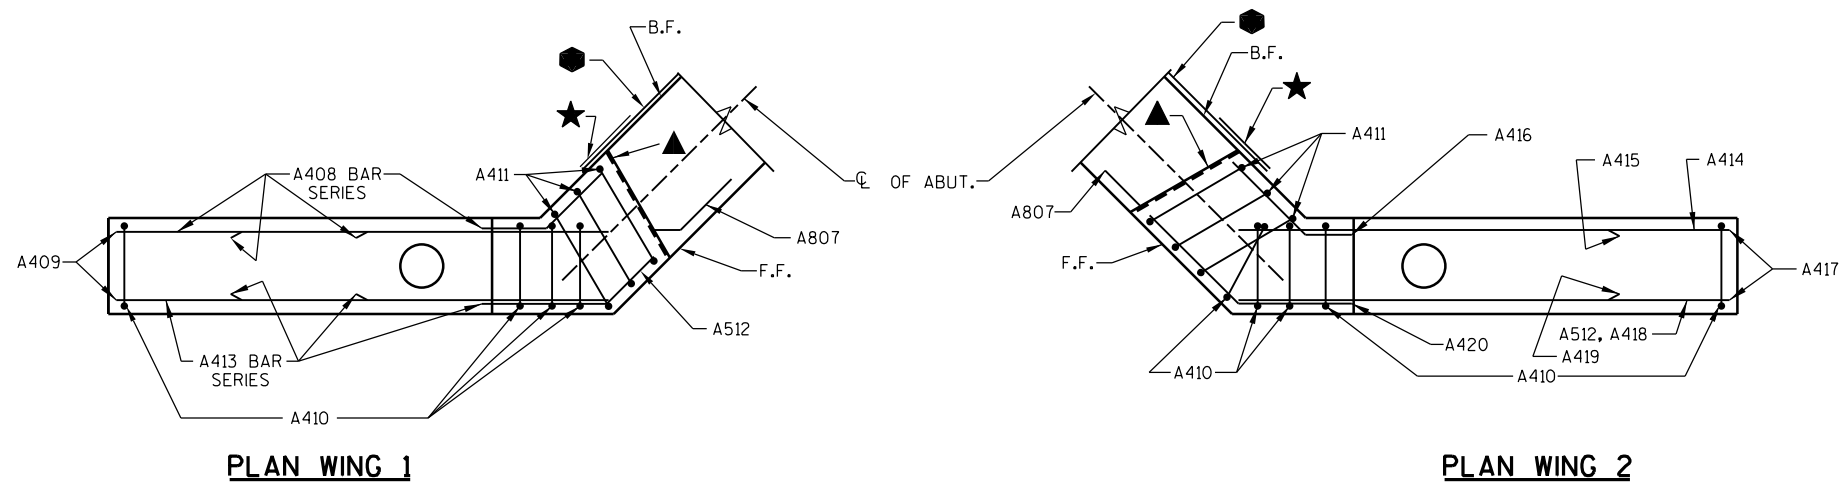 B.F.
A408 BAR
SERIES
A411
A409
A807
F.F.
A512
A413 BAR
SERIES
A410
PLAN WING 1
℄ OF ABUT.
B.F.
A411
A416
A415
A414
A807
F.F.
A417
A512, A418
A419
A420
A410
A410
PLAN WING 2